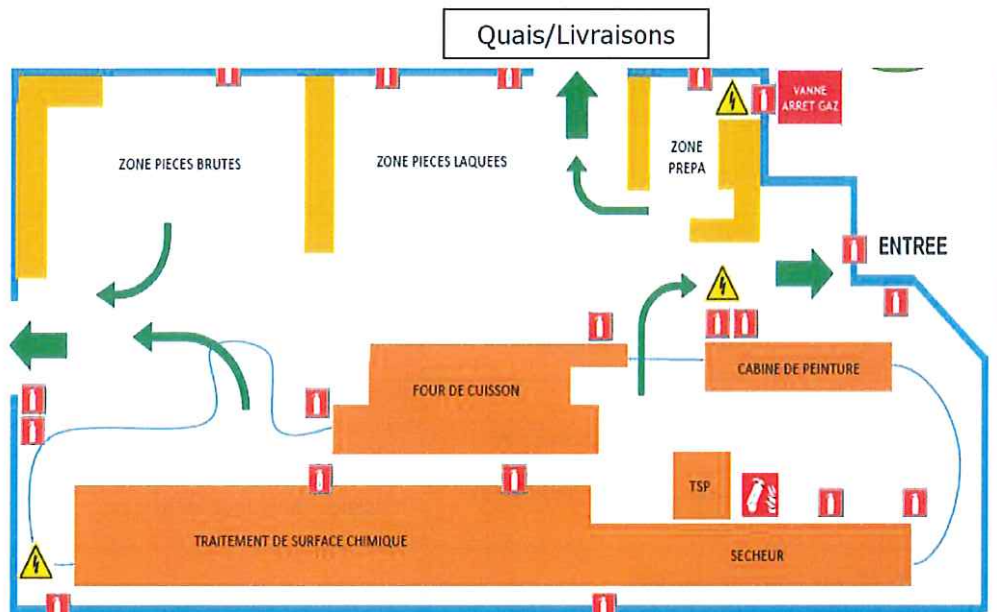 Quais/Livraisons
VANNE
ARRET GAZ
ZONE PIECES BRUTES
ZONE PIECES LAQUEES
ZONE
PREPA
ENTREE
FOUR DE CUISSON
CABINE DE PEINTURE
TSP
TRAITEMENT DE SURFACE CHIMIQUE
SECHEUR